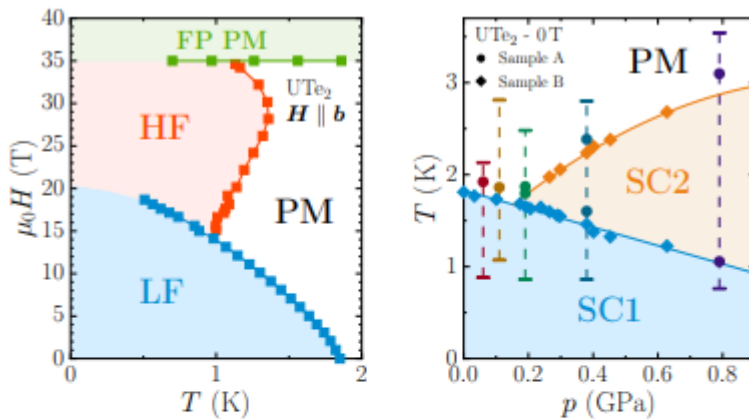 40
35
30
25
20
15
10
5
0
μ₀H (T)
FP PM
UTe₂
H ∥ b
HF
PM
LF
0
1
2
T (K)
3
2
1
0
T (K)
UTe₂ - 0 T
Sample A
Sample B
PM
SC2
SC1
0.0
0.2
0.4
0.6
0.8
p (GPa)